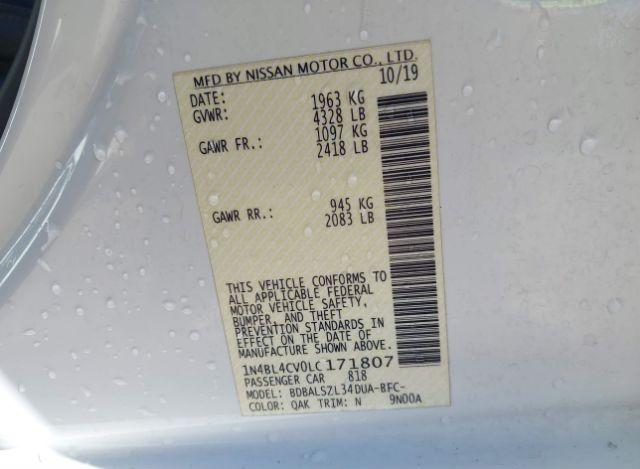 MFD BY NISSAN MOTOR CO., LTD.
DATE: 10/19
GVWR: 1963 KG
4328 LB
GAWR FR.: 1097 KG
2418 LB
GAWR RR.: 945 KG
2083 LB
THIS VEHICLE CONFORMS TO
ALL APPLICABLE FEDERAL
MOTOR VEHICLE SAFETY,
BUMPER, AND THEFT
PREVENTION STANDARDS IN
EFFECT ON THE DATE OF
MANUFACTURE SHOWN ABOVE.
1N4BL4CV0LC171807
PASSENGER CAR 818
MODEL: BDBALSZL34DUA-BFC-
COLOR: QAK TRIM: N 9N00A